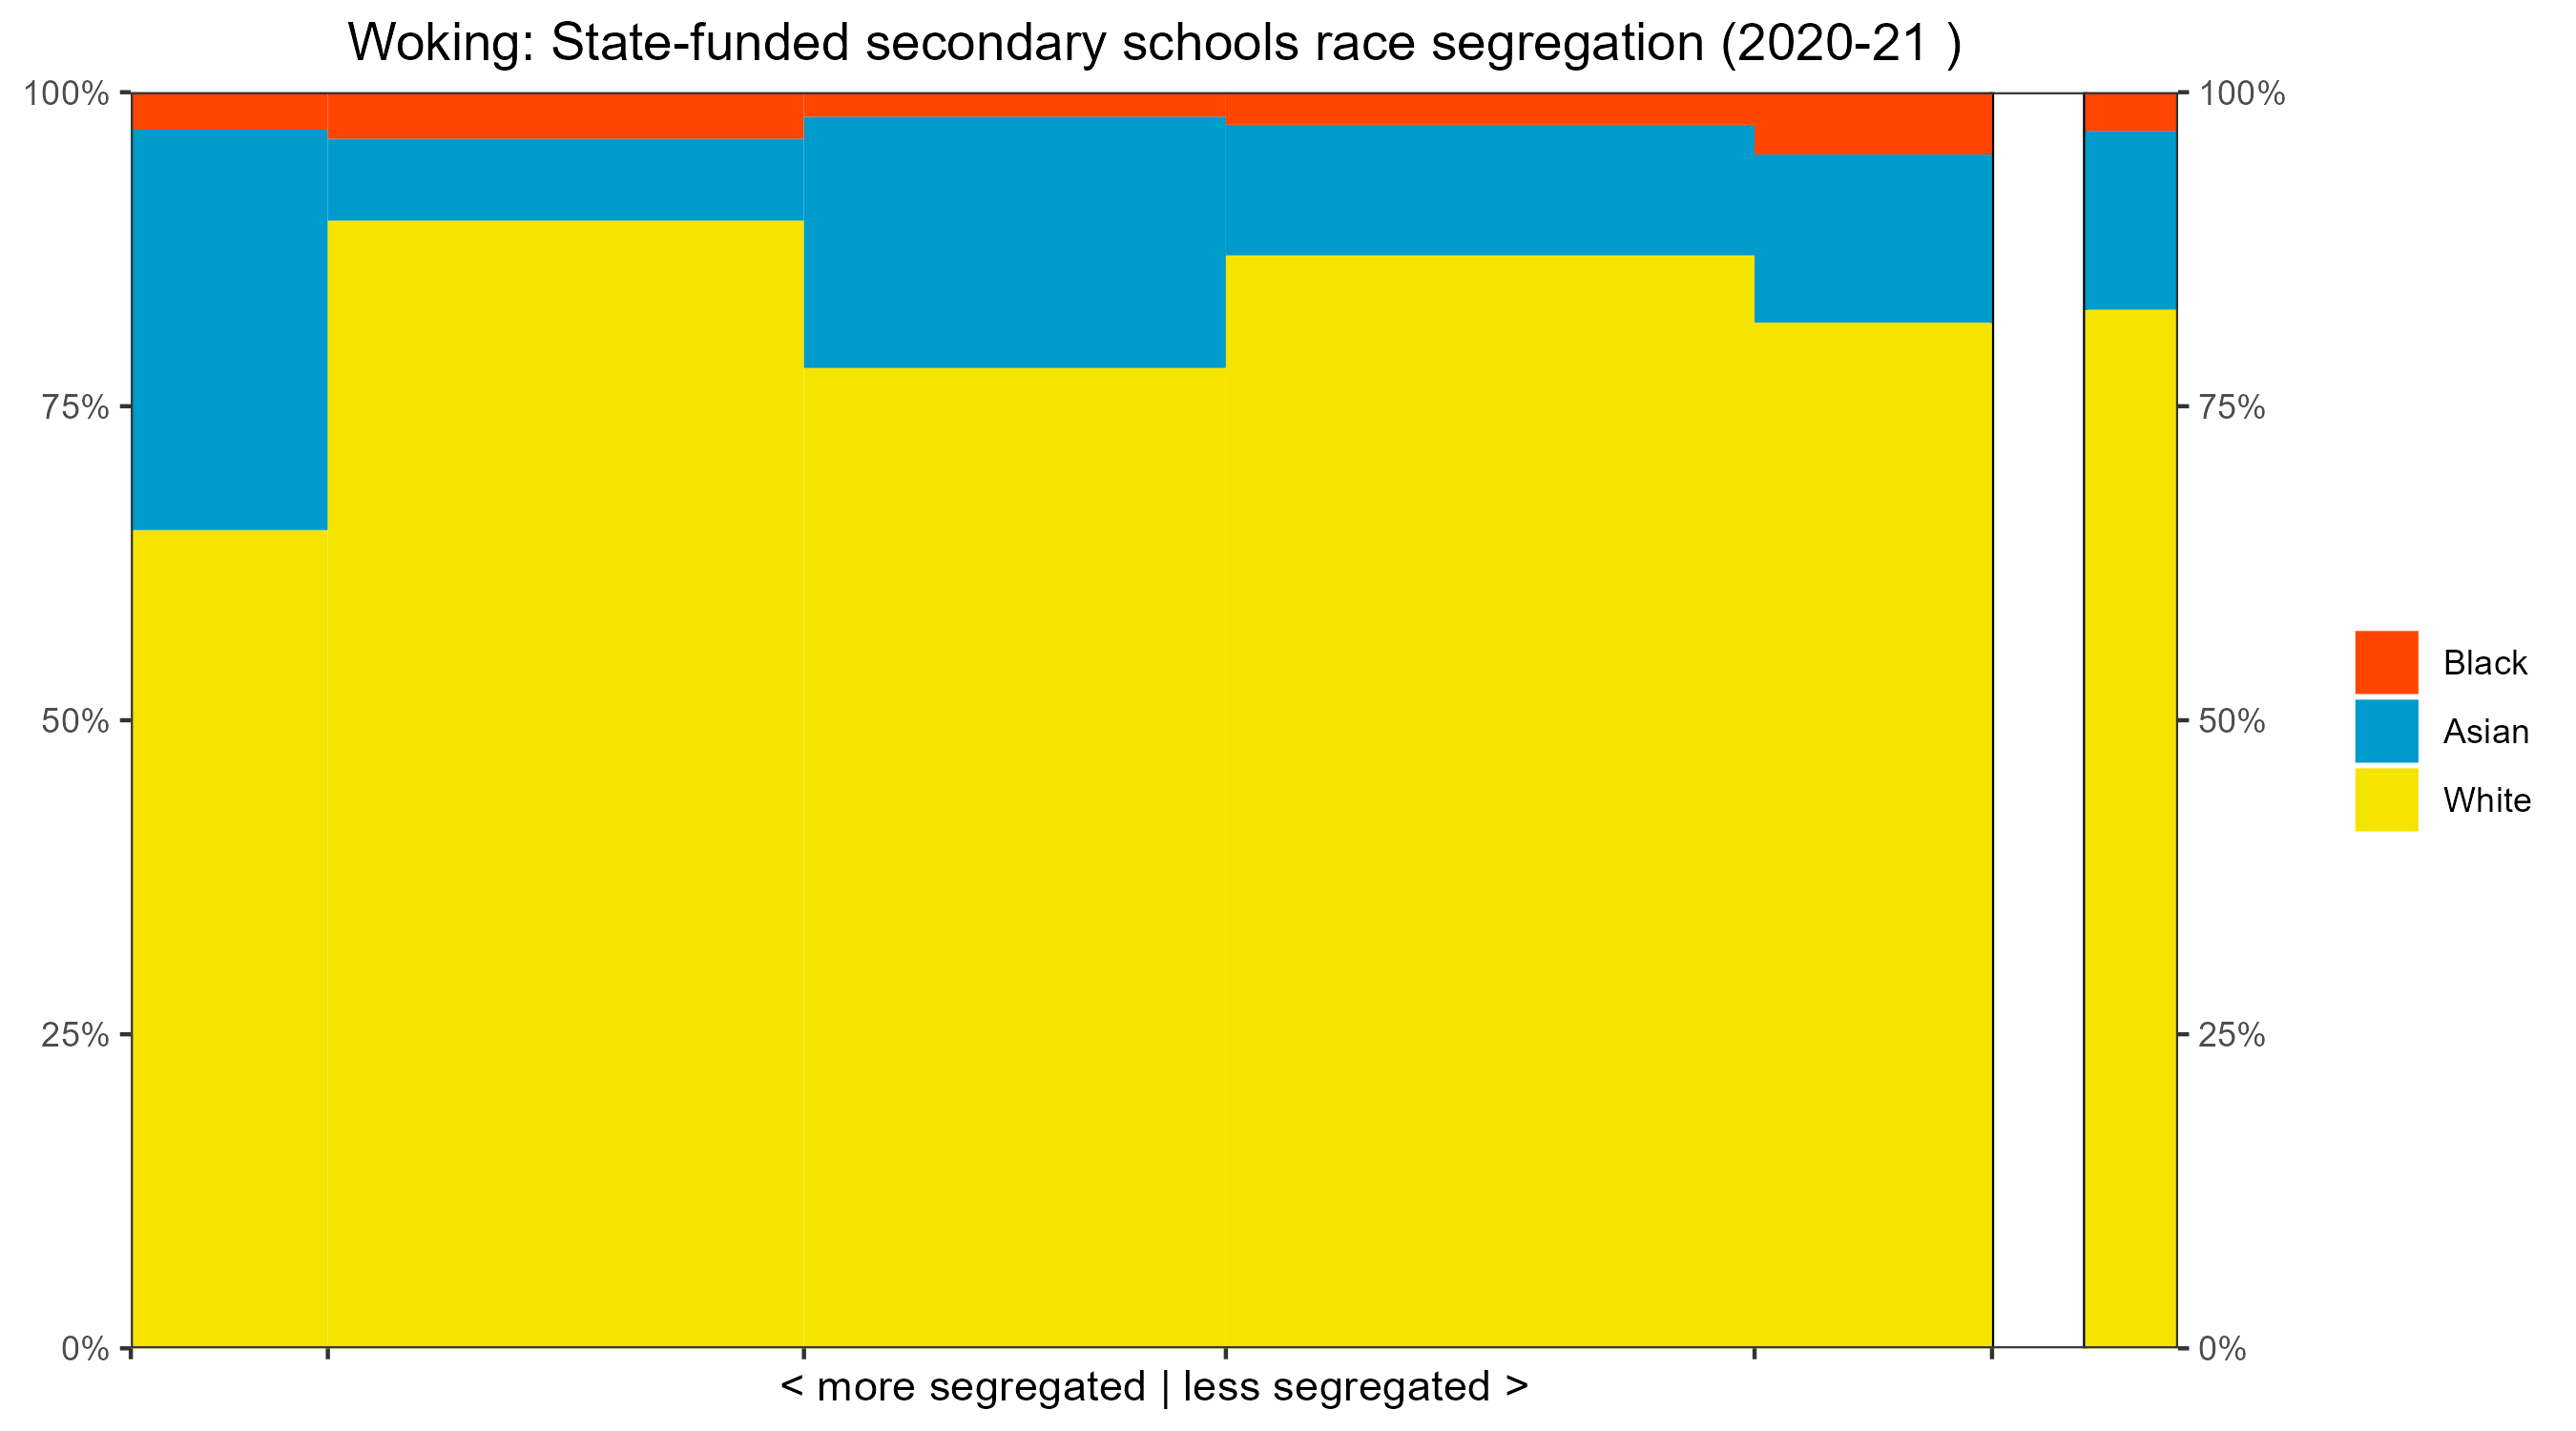 Woking: State-funded secondary schools race segregation (2020-21 )
100%
75%
50%
25%
0%
100%
75%
50%
25%
0%
Black
Asian
White
< more segregated | less segregated >